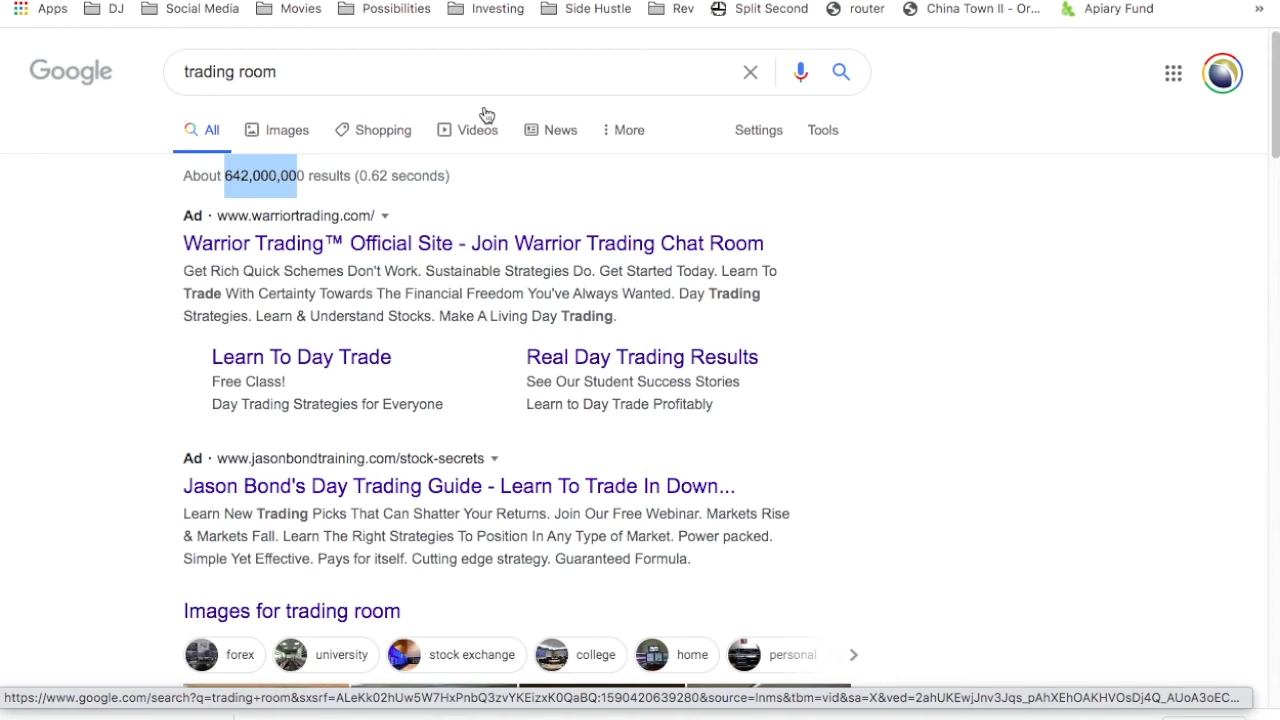 Apps DJ Social Media Movies Possibilities Investing Side Hustle Rev Split Second router China Town II - Or... Apiary Fund »
Google trading room
All Images Shopping Videos News More Settings Tools
About 642,000,000 results (0.62 seconds)
Ad · www.warriortrading.com/
Warrior Trading™ Official Site - Join Warrior Trading Chat Room
Get Rich Quick Schemes Don't Work. Sustainable Strategies Do. Get Started Today. Learn To
Trade With Certainty Towards The Financial Freedom You've Always Wanted. Day Trading
Strategies. Learn & Understand Stocks. Make A Living Day Trading.
Learn To Day Trade Real Day Trading Results
Free Class! See Our Student Success Stories
Day Trading Strategies for Everyone Learn to Day Trade Profitably
Ad · www.jasonbondtraining.com/stock-secrets
Jason Bond's Day Trading Guide - Learn To Trade In Down...
Learn New Trading Picks That Can Shatter Your Returns. Join Our Free Webinar. Markets Rise
& Markets Fall. Learn The Right Strategies To Position In Any Type of Market. Power packed.
Simple Yet Effective. Pays for itself. Cutting edge strategy. Guaranteed Formula.
Images for trading room
forex university stock exchange college home personal
https://www.google.com/search?q=trading+room&sxsrf=ALeKk02hUw5W7HxPnbQ3zvYKEizxK0QaBQ:1590420639280&source=lnms&tbm=vid&sa=X&ved=2ahUKEwjJnv3Jqs_pAhXEhOAKHVOsDj4Q_AUoA3oEC...